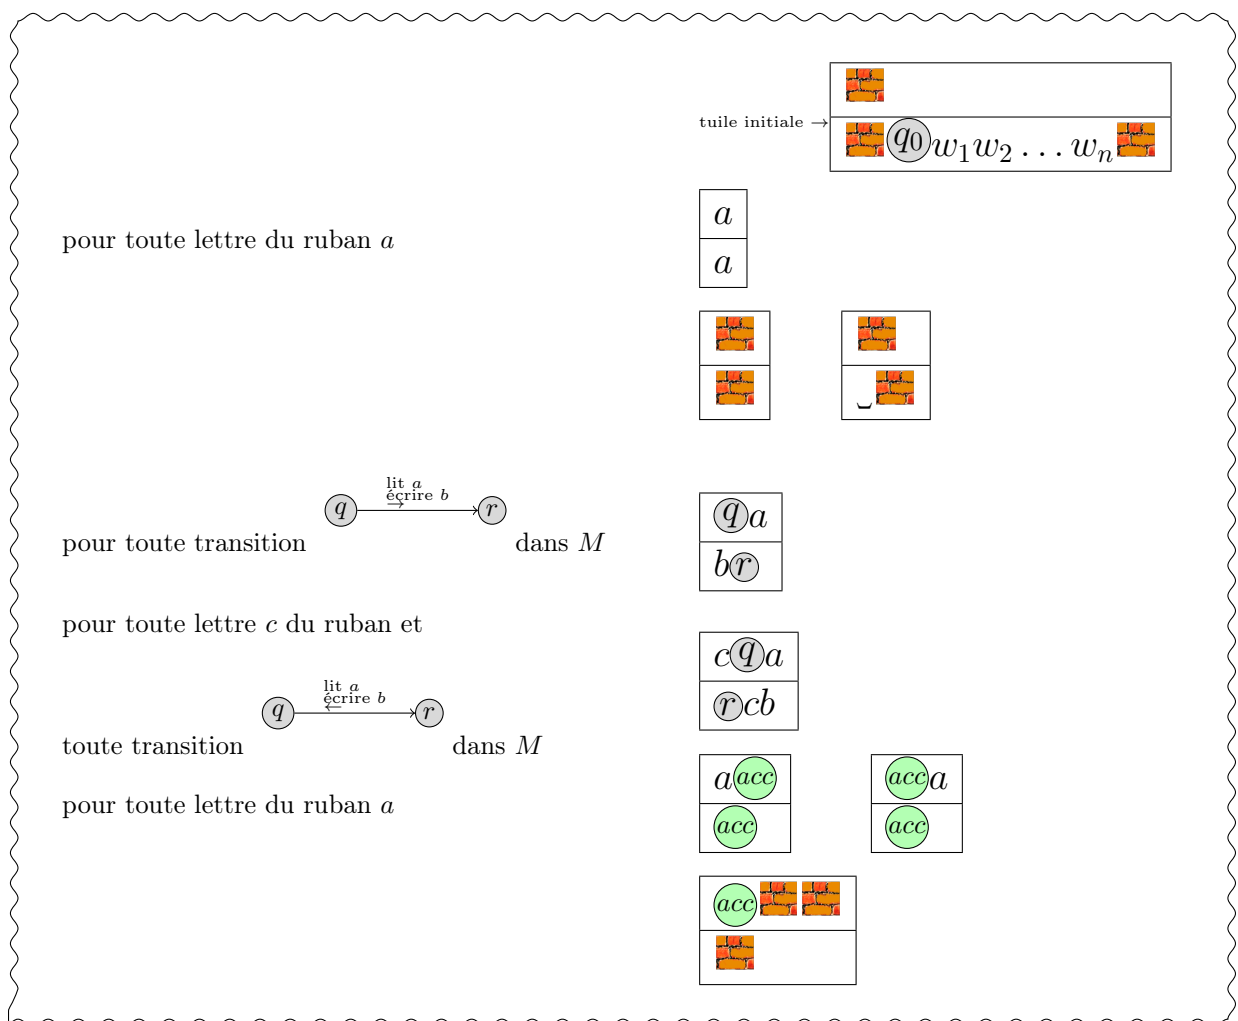 tuile initiale →
q0 w1w2 . . . wn
pour toute lettre du ruban a
a
a
␣
lit a
écrire b
→
q r
pour toute transition dans M
qa
br
pour toute lettre c du ruban et
cqa
rcb
lit a
écrire b
←
q r
toute transition dans M
pour toute lettre du ruban a
aacc acca
acc acc
acc